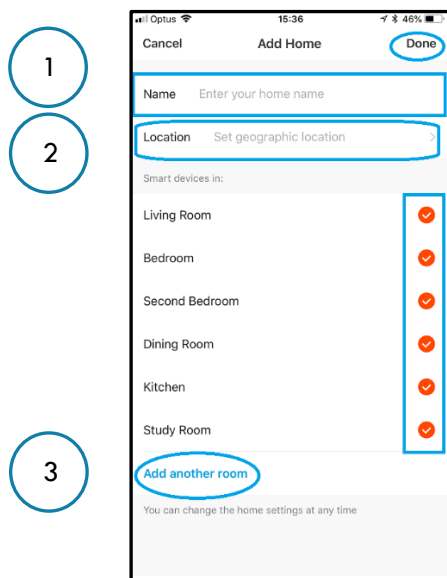 Optus 15:36 46%
Cancel Add Home Done
1
Name Enter your home name
2
Location Set geographic location
Smart devices in:
Living Room
Bedroom
Second Bedroom
Dining Room
Kitchen
Study Room
3
Add another room
You can change the home settings at any time